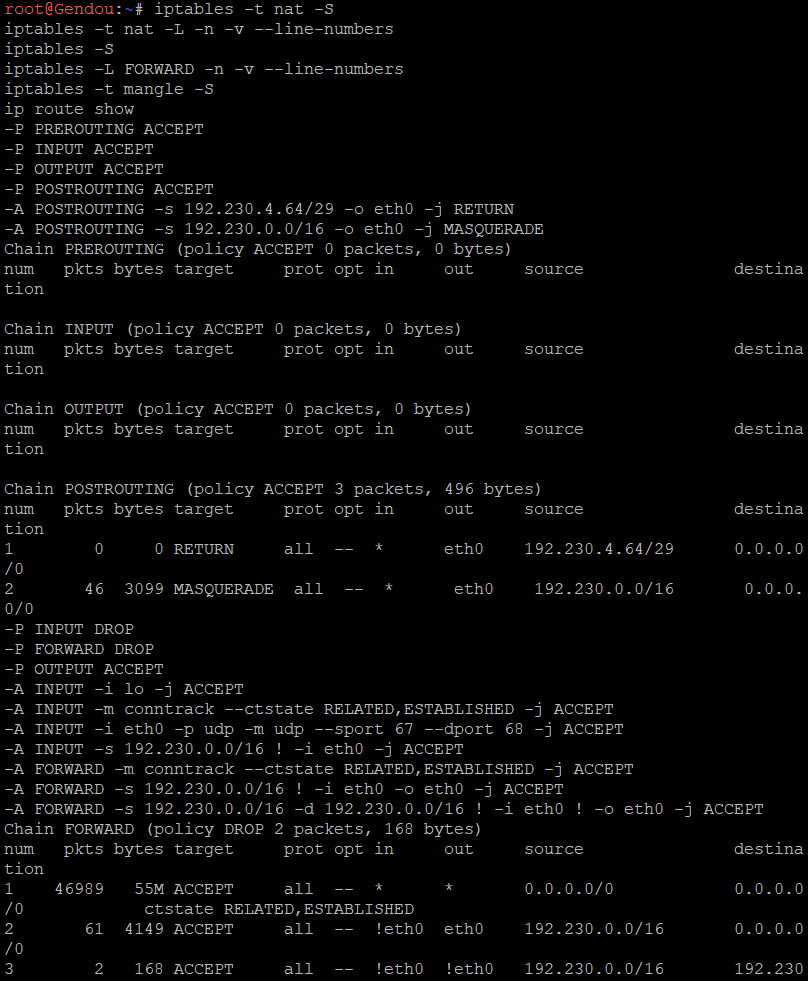 root@Gendou:~# iptables -t nat -S
iptables -t nat -L -n -v --line-numbers
iptables -S
iptables -L FORWARD -n -v --line-numbers
iptables -t mangle -S
ip route show
-P PREROUTING ACCEPT
-P INPUT ACCEPT
-P OUTPUT ACCEPT
-P POSTROUTING ACCEPT
-A POSTROUTING -s 192.230.4.64/29 -o eth0 -j RETURN
-A POSTROUTING -s 192.230.0.0/16 -o eth0 -j MASQUERADE
Chain PREROUTING (policy ACCEPT 0 packets, 0 bytes)
num   pkts bytes target     prot opt in     out     source               destina
tion
Chain INPUT (policy ACCEPT 0 packets, 0 bytes)
num   pkts bytes target     prot opt in     out     source               destina
tion
Chain OUTPUT (policy ACCEPT 0 packets, 0 bytes)
num   pkts bytes target     prot opt in     out     source               destina
tion
Chain POSTROUTING (policy ACCEPT 3 packets, 496 bytes)
num   pkts bytes target     prot opt in     out     source               destina
tion
1        0     0 RETURN     all  --  *      eth0    192.230.4.64/29      0.0.0.0
/0
2       46  3099 MASQUERADE  all  --  *      eth0    192.230.0.0/16       0.0.0.
0/0
-P INPUT DROP
-P FORWARD DROP
-P OUTPUT ACCEPT
-A INPUT -i lo -j ACCEPT
-A INPUT -m conntrack --ctstate RELATED,ESTABLISHED -j ACCEPT
-A INPUT -i eth0 -p udp -m udp --sport 67 --dport 68 -j ACCEPT
-A INPUT -s 192.230.0.0/16 ! -i eth0 -j ACCEPT
-A FORWARD -m conntrack --ctstate RELATED,ESTABLISHED -j ACCEPT
-A FORWARD -s 192.230.0.0/16 ! -i eth0 -o eth0 -j ACCEPT
-A FORWARD -s 192.230.0.0/16 -d 192.230.0.0/16 ! -i eth0 ! -o eth0 -j ACCEPT
Chain FORWARD (policy DROP 2 packets, 168 bytes)
num   pkts bytes target     prot opt in     out     source               destina
tion
1    46989   55M ACCEPT     all  --  *      *       0.0.0.0/0            0.0.0.0
/0            ctstate RELATED,ESTABLISHED
2       61  4149 ACCEPT     all  --  !eth0  eth0    192.230.0.0/16       0.0.0.0
/0
3        2   168 ACCEPT     all  --  !eth0  !eth0   192.230.0.0/16       192.230